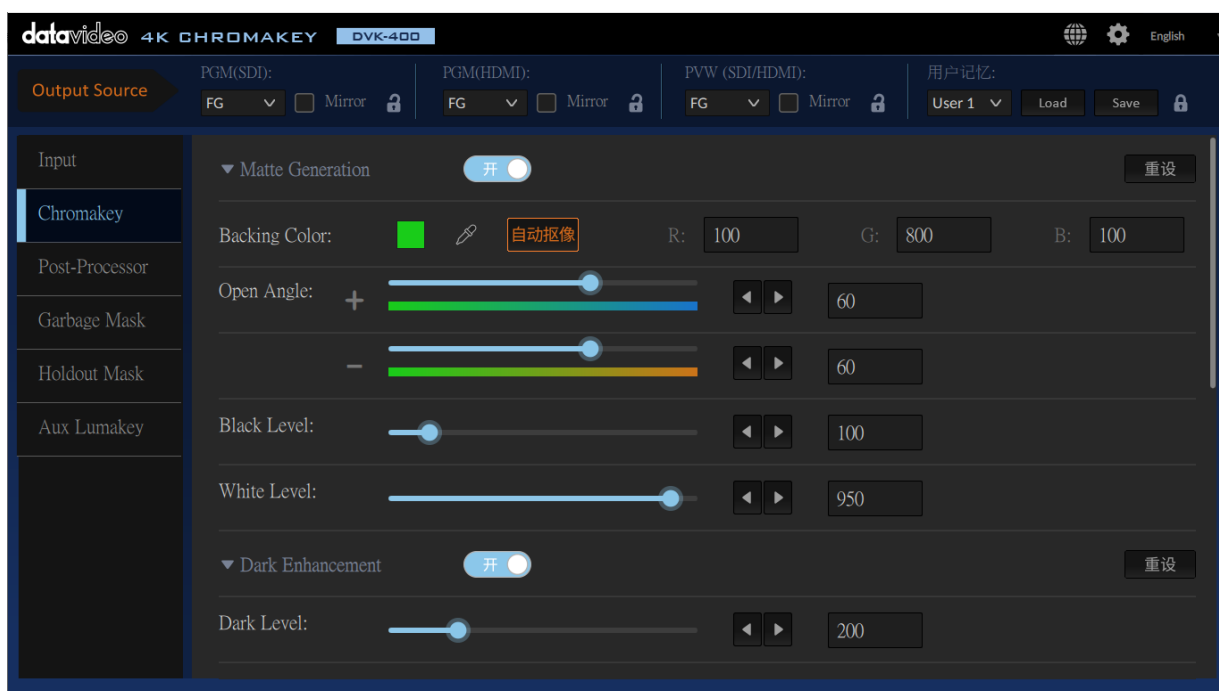 datavideo 4K CHROMAKEY DVK-400 English
Output Source
PGM(SDI): PGM(HDMI): PVW (SDI/HDMI): 用户记忆:
FG Mirror FG Mirror FG Mirror User 1 Load Save
Input
Chromakey
Post-Processor
Garbage Mask
Holdout Mask
Aux Lumakey
Matte Generation 开 重设
Backing Color: 自动抠像 R: 100 G: 800 B: 100
Open Angle: + 60
− 60
Black Level: 100
White Level: 950
Dark Enhancement 开 重设
Dark Level: 200